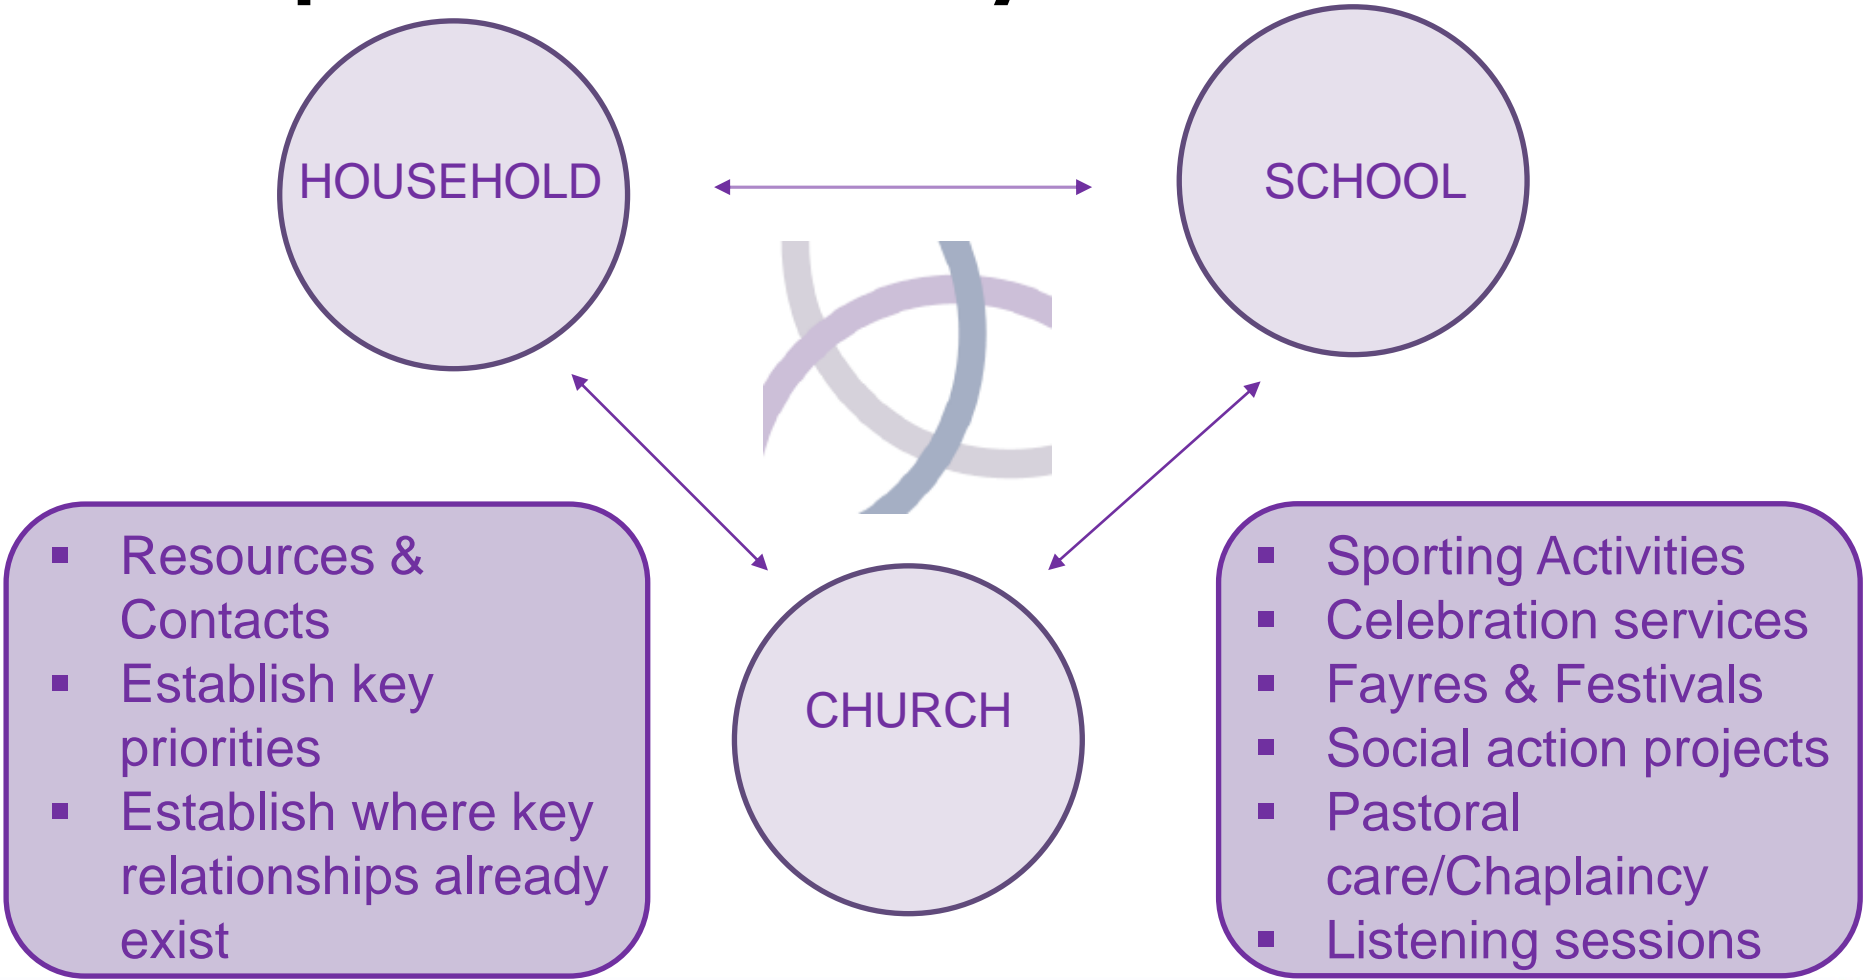 HOUSEHOLD
SCHOOL
CHURCH
▪ Resources &
Contacts
▪ Establish key
priorities
▪ Establish where key
relationships already
exist
▪ Sporting Activities
▪ Celebration services
▪ Fayres & Festivals
▪ Social action projects
▪ Pastoral
care/Chaplaincy
▪ Listening sessions